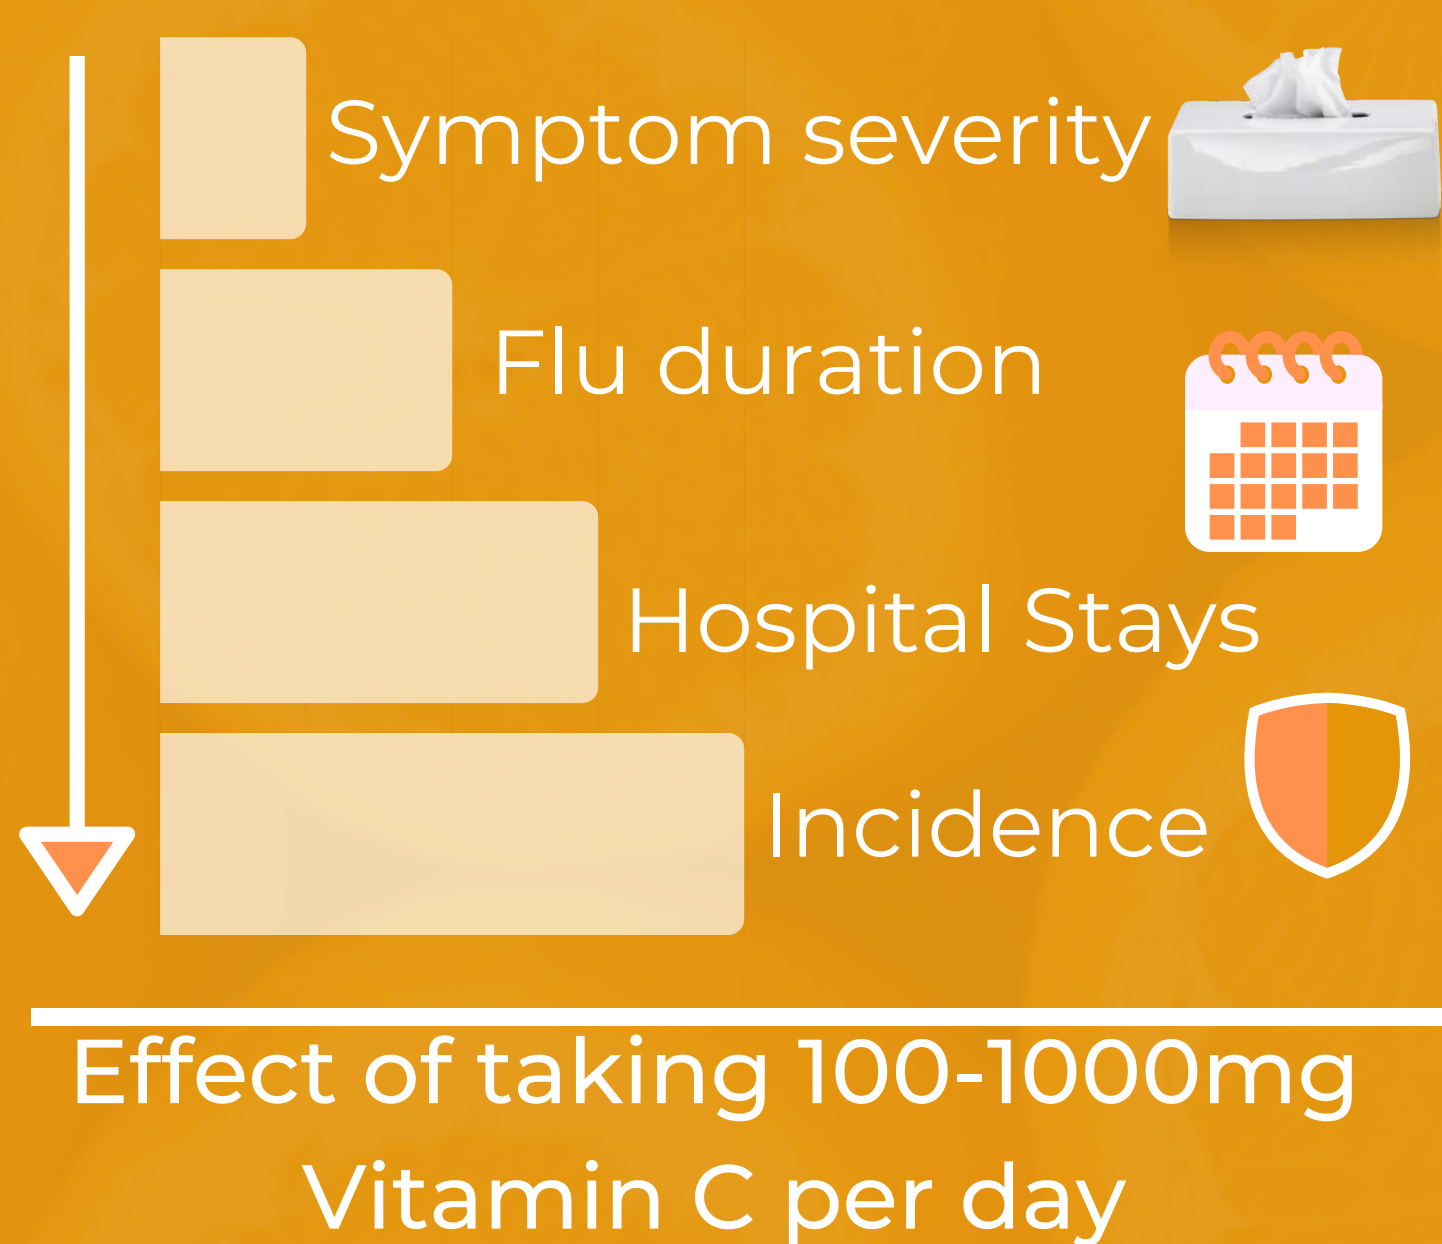 Symptom severity
Flu duration
Hospital Stays
Incidence
Effect of taking 100-1000mg
Vitamin C per day